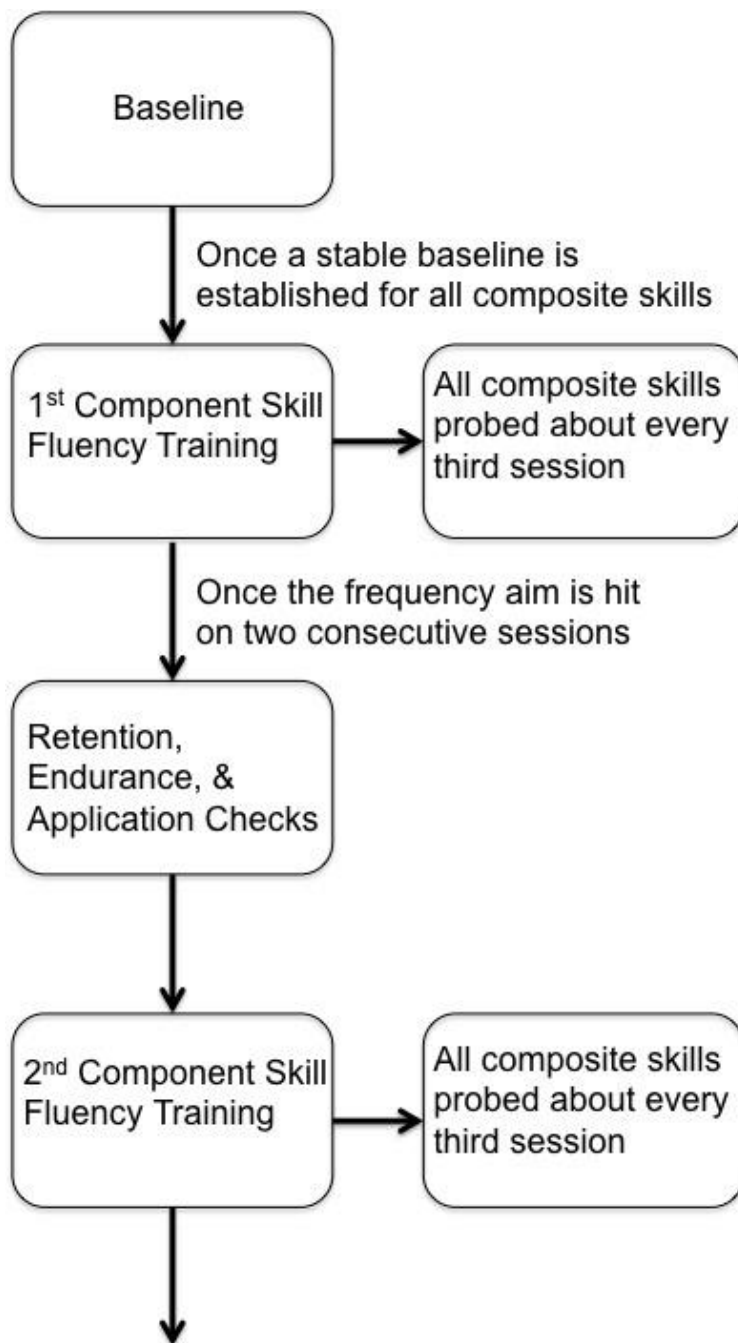 Baseline
Once a stable baseline is
established for all composite skills
1st Component Skill
Fluency Training
All composite skills
probed about every
third session
Once the frequency aim is hit
on two consecutive sessions
Retention,
Endurance, &
Application Checks
2nd Component Skill
Fluency Training
All composite skills
probed about every
third session